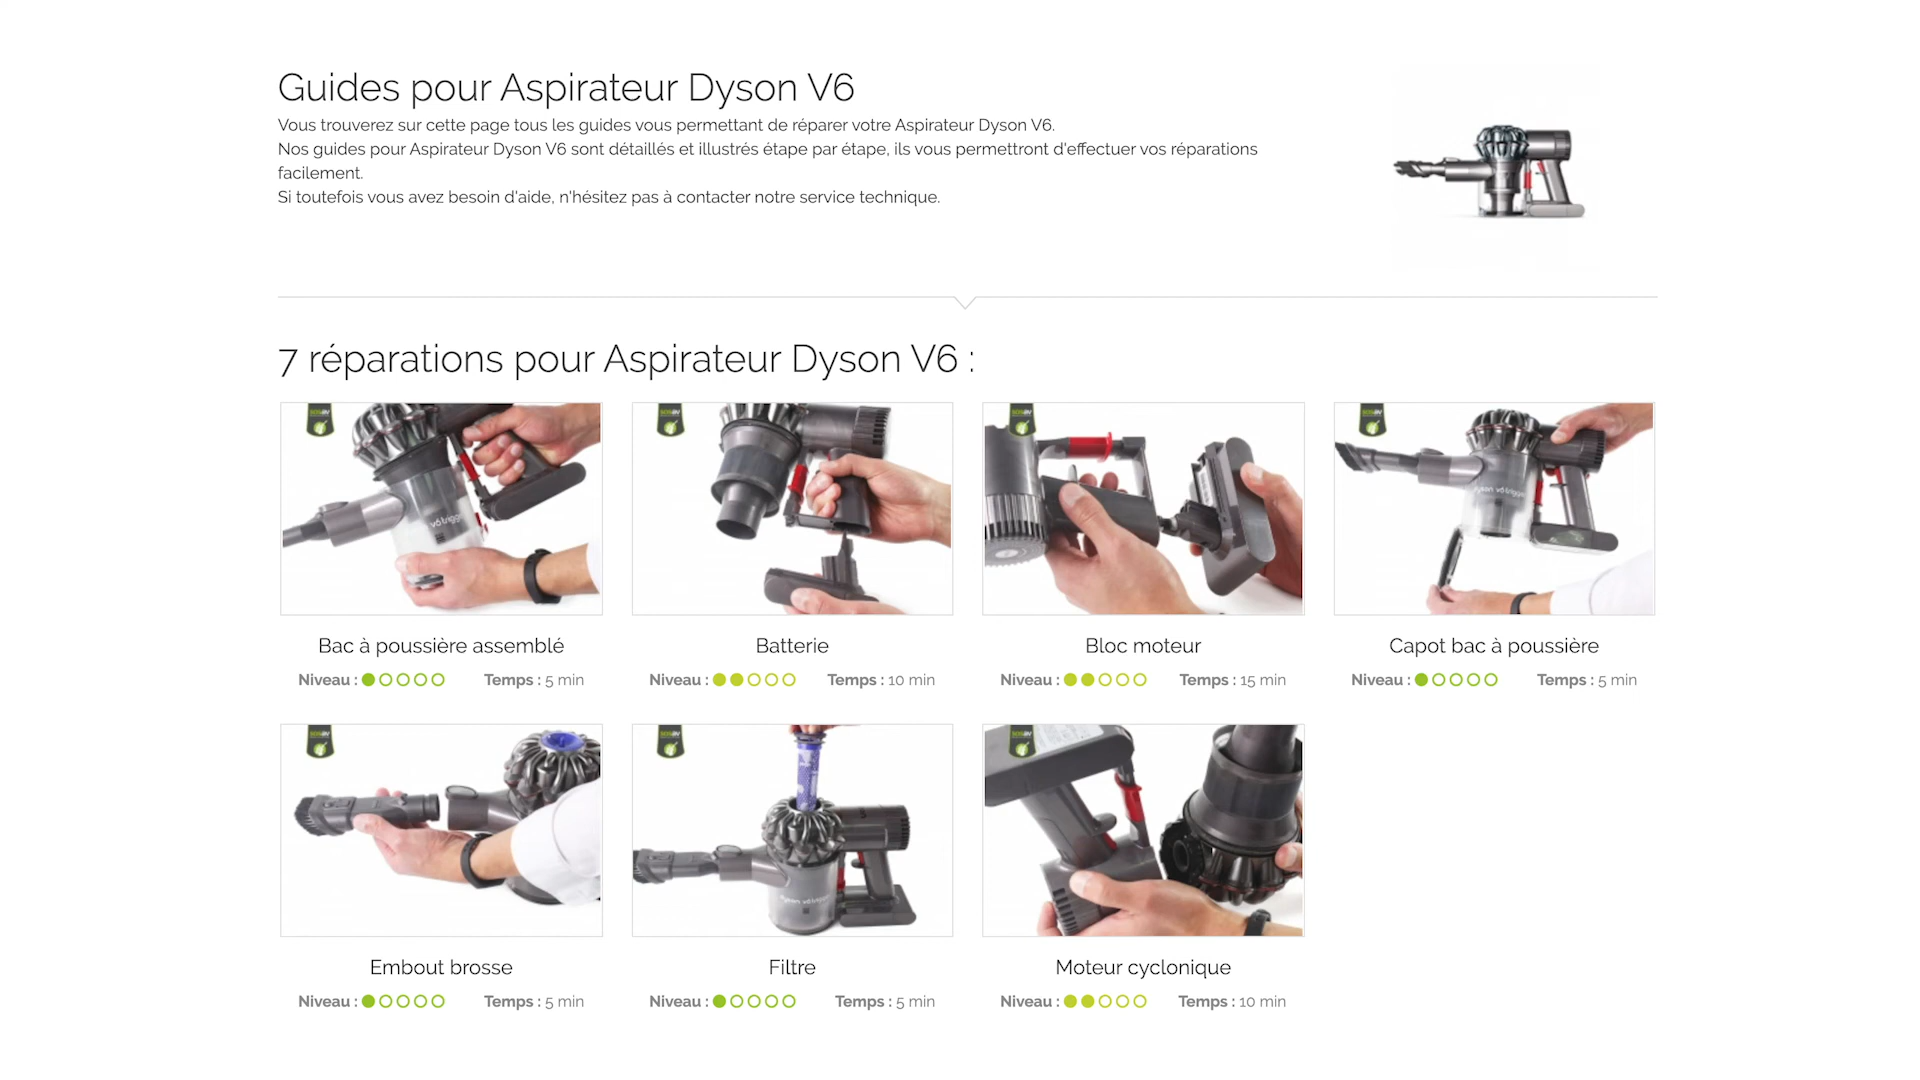 Guides pour Aspirateur Dyson V6
Vous trouverez sur cette page tous les guides vous permettant de réparer votre Aspirateur Dyson V6.
Nos guides pour Aspirateur Dyson V6 sont détaillés et illustrés étape par étape, ils vous permettront d'effectuer vos réparations
facilement.
Si toutefois vous avez besoin d'aide, n'hésitez pas à contacter notre service technique.
7 réparations pour Aspirateur Dyson V6 :
Bac à poussière assemblé
Niveau : Temps : 5 min
Batterie
Niveau : Temps : 10 min
Bloc moteur
Niveau : Temps : 15 min
Capot bac à poussière
Niveau : Temps : 5 min
Embout brosse
Niveau : Temps : 5 min
Filtre
Niveau : Temps : 5 min
Moteur cyclonique
Niveau : Temps : 10 min